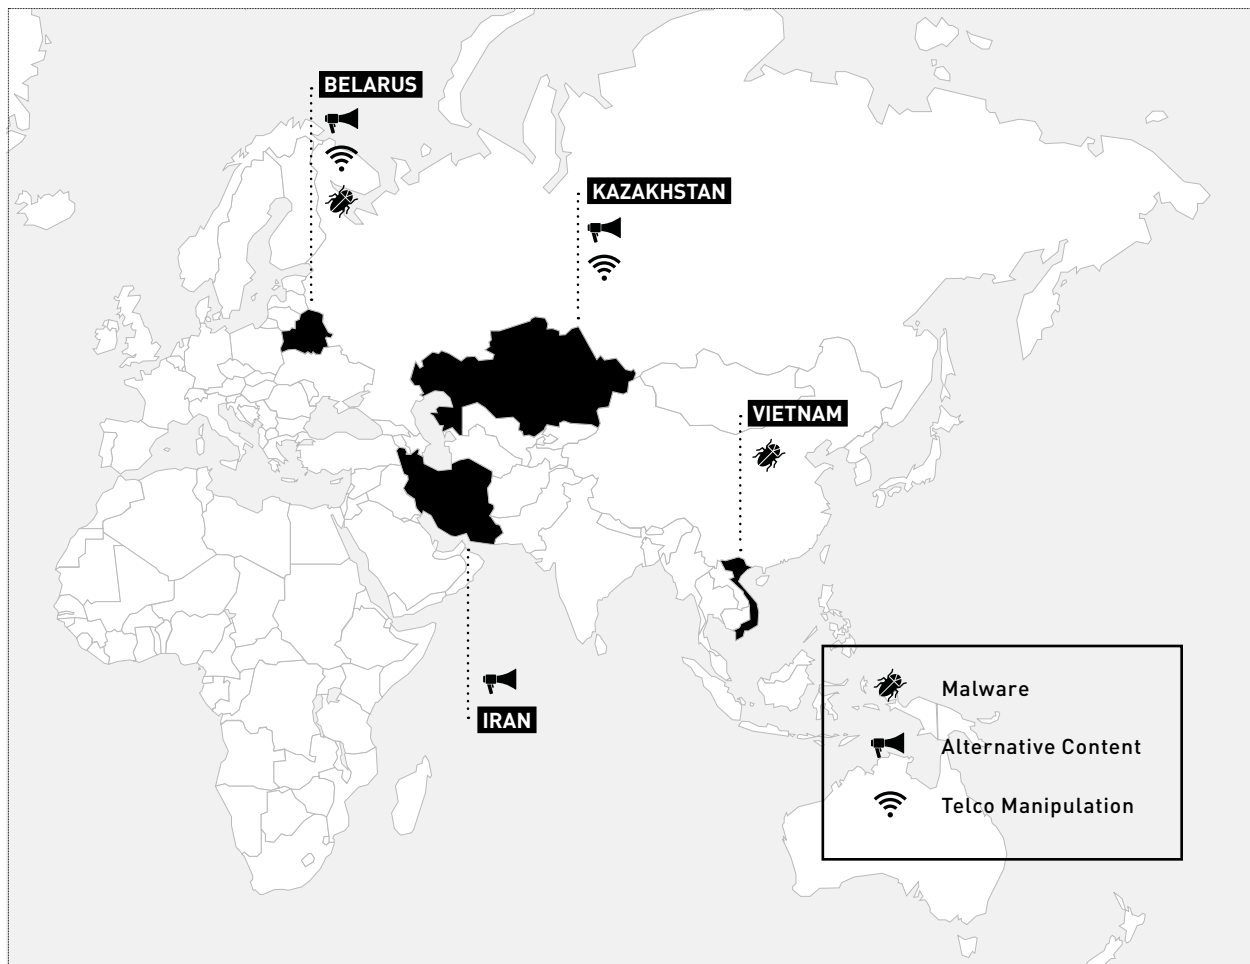 BELARUS
KAZAKHSTAN
VIETNAM
IRAN
Malware
Alternative Content
Telco Manipulation